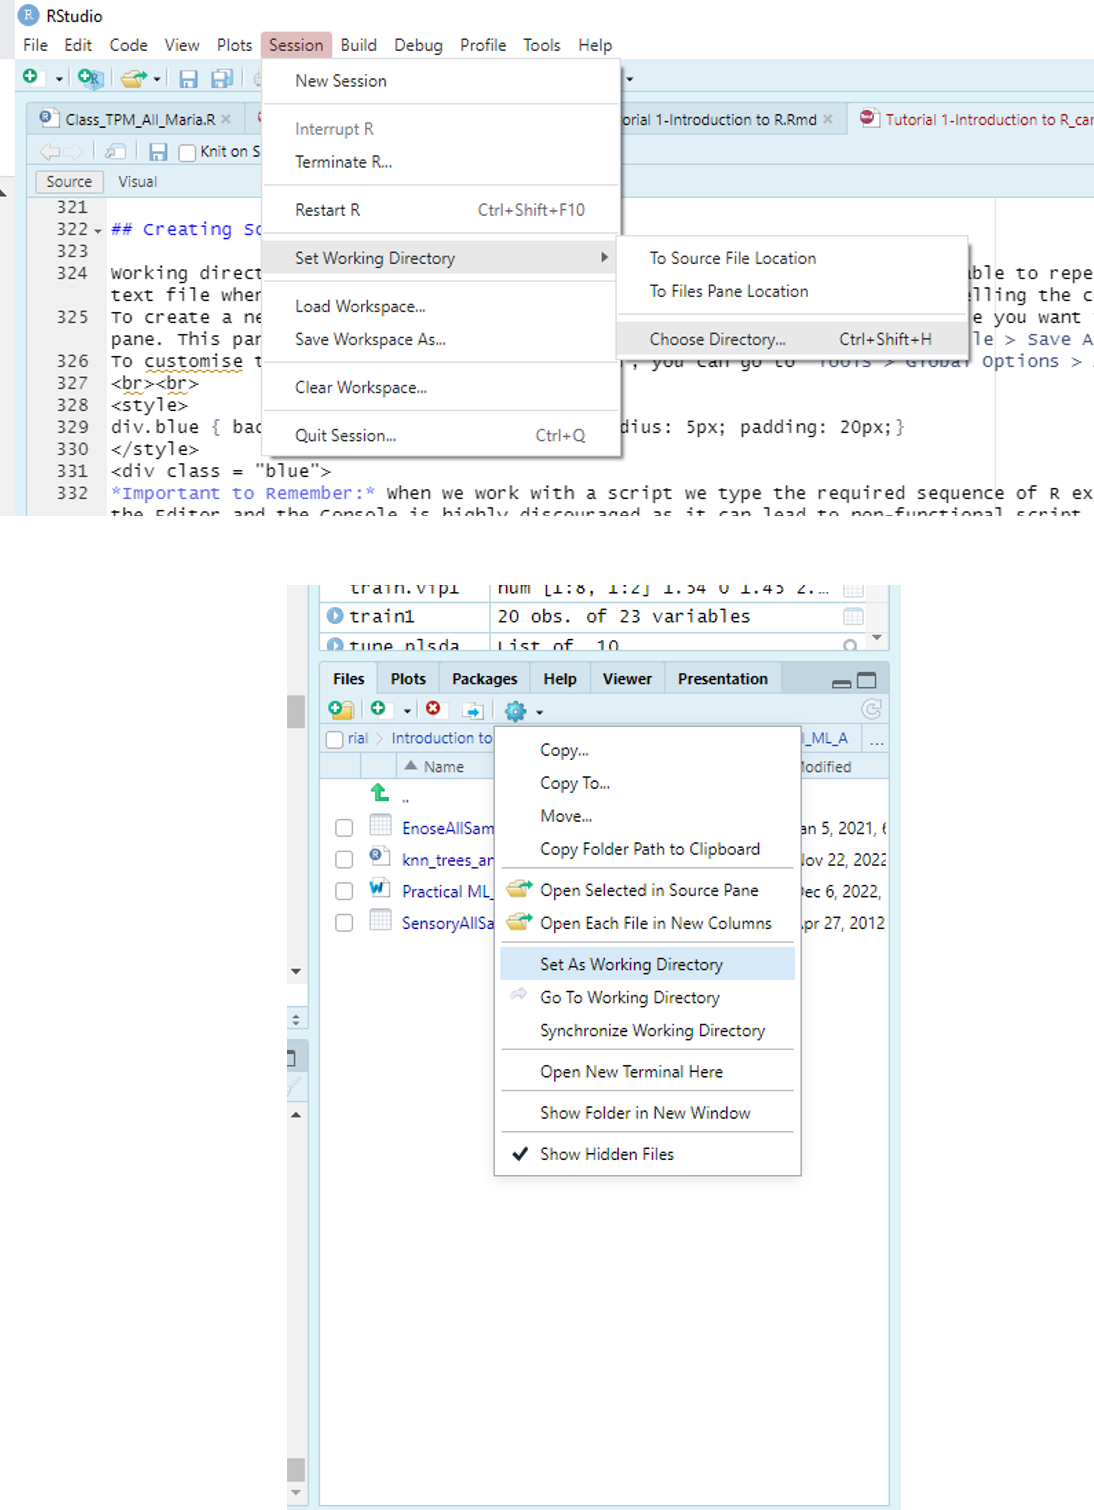 RStudio
File Edit Code View Plots Session Build Debug Profile Tools Help
Class_TPM_All_Maria.R × orial 1-Introduction to R.Rmd × Tutorial 1-Introduction to R_car
Knit on S
Source Visual
New Session
Interrupt R
Terminate R...
Restart R Ctrl+Shift+F10
Set Working Directory
Load Workspace...
Save Workspace As...
Clear Workspace...
Quit Session... Ctrl+Q
To Source File Location
To Files Pane Location
Choose Directory... Ctrl+Shift+H
321
322 ## Creating Sc
323
324 Working direct ble to repe
text file when lling the c
325 To create a ne e you want
pane. This pan le > Save A
326 To customise t , you can go to Tools > Global Options >
327 <br><br>
328 <style>
329 div.blue { bac dius: 5px; padding: 20px;}
330 </style>
331 <div class = "blue">
332 *Important to Remember:* When we work with a script we type the required sequence of R ex
the Editor and the Console is highly discouraged as it can lead to non-functional script
train.vip1 num [1:8, 1:2] 1.54 0 1.45 2....
train1 20 obs. of 23 variables
tune.plsda List of 10
Files Plots Packages Help Viewer Presentation
rial Introduction to l_ML_A ...
Name Modified
..
EnoseAllSam an 5, 2021, 6
knn_trees_an Nov 22, 2022
Practical ML_ Dec 6, 2022,
SensoryAllSa Apr 27, 2012
Copy...
Copy To...
Move...
Copy Folder Path to Clipboard
Open Selected in Source Pane
Open Each File in New Columns
Set As Working Directory
Go To Working Directory
Synchronize Working Directory
Open New Terminal Here
Show Folder in New Window
Show Hidden Files